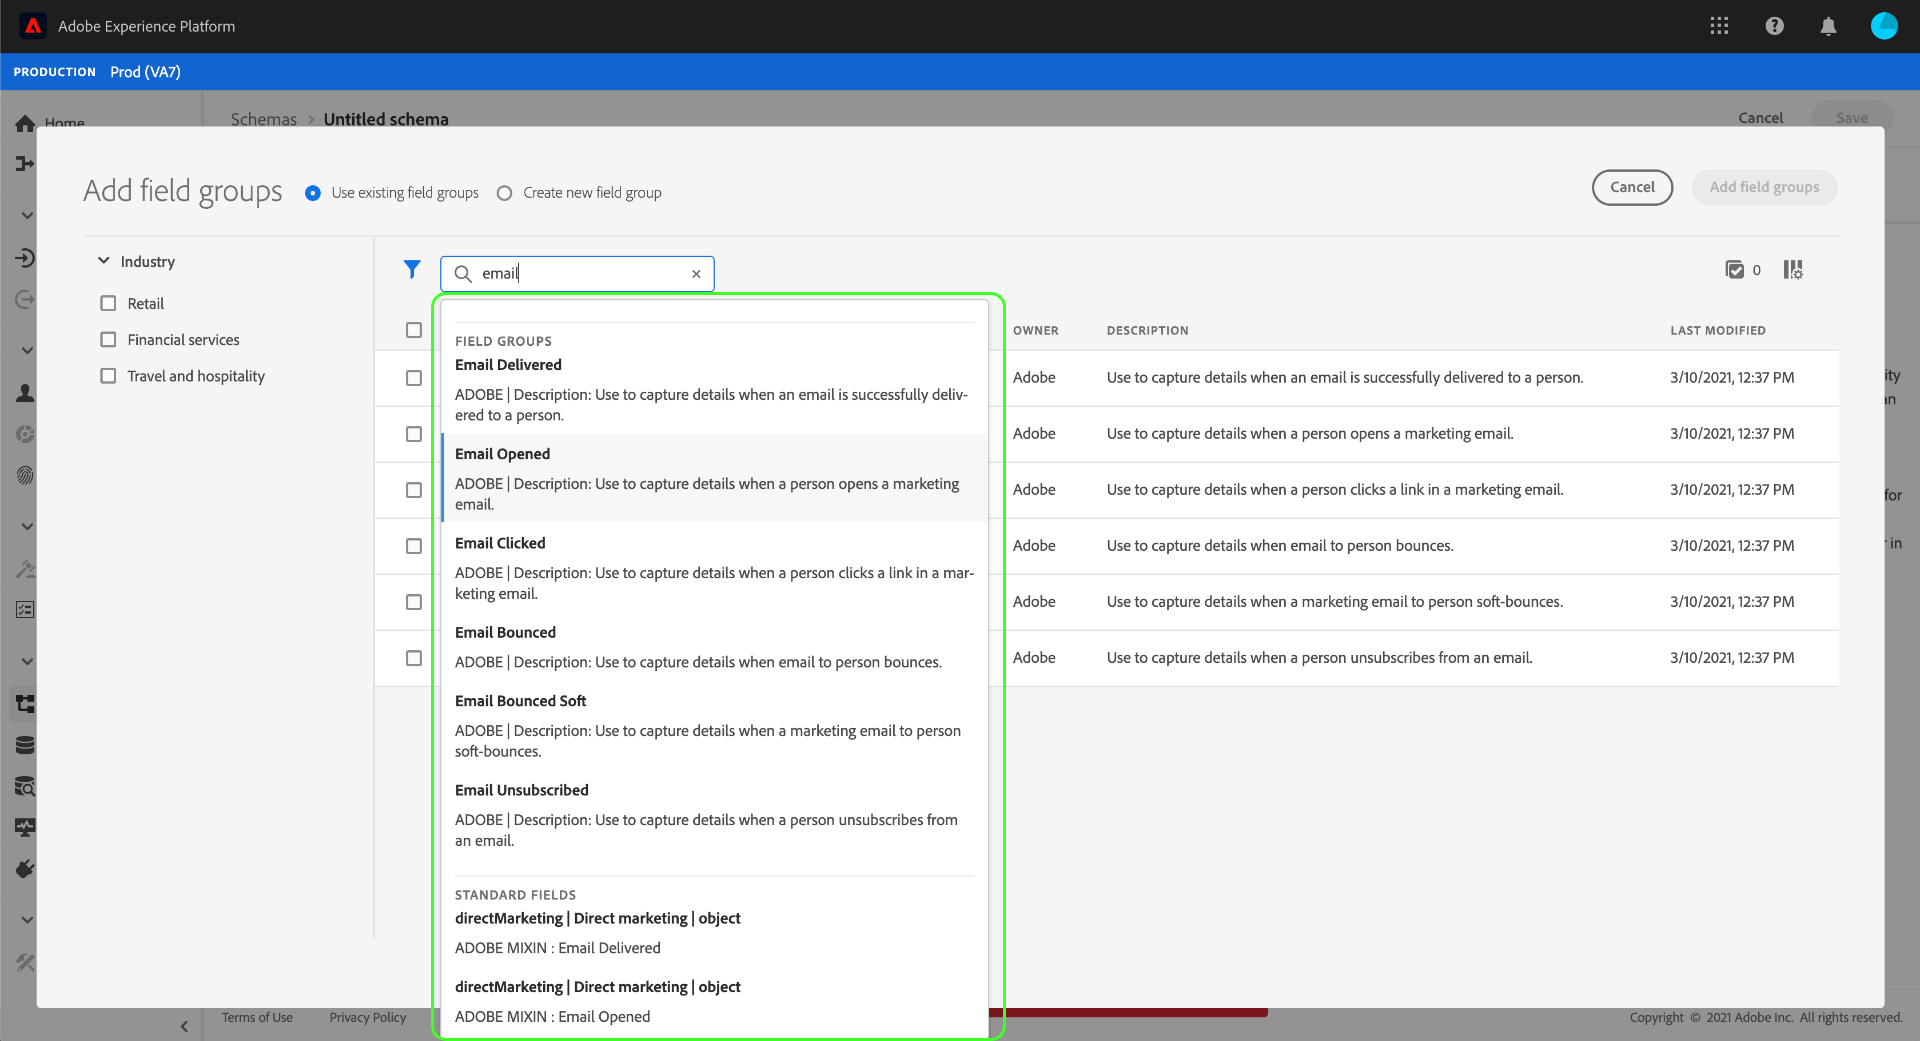 Adobe Experience Platform
PRODUCTION Prod (VA7)
Home
Schemas > Untitled schema
Cancel
Save
Add field groups
Use existing field groups
Create new field group
Cancel
Add field groups
Industry
Retail
Financial services
Travel and hospitality
email
0
OWNER DESCRIPTION LAST MODIFIED
Adobe Use to capture details when an email is successfully delivered to a person. 3/10/2021, 12:37 PM
Adobe Use to capture details when a person opens a marketing email. 3/10/2021, 12:37 PM
Adobe Use to capture details when a person clicks a link in a marketing email. 3/10/2021, 12:37 PM
Adobe Use to capture details when email to person bounces. 3/10/2021, 12:37 PM
Adobe Use to capture details when a marketing email to person soft-bounces. 3/10/2021, 12:37 PM
Adobe Use to capture details when a person unsubscribes from an email. 3/10/2021, 12:37 PM
FIELD GROUPS
Email Delivered
ADOBE | Description: Use to capture details when an email is successfully deliv-
ered to a person.
Email Opened
ADOBE | Description: Use to capture details when a person opens a marketing
email.
Email Clicked
ADOBE | Description: Use to capture details when a person clicks a link in a mar-
keting email.
Email Bounced
ADOBE | Description: Use to capture details when email to person bounces.
Email Bounced Soft
ADOBE | Description: Use to capture details when a marketing email to person
soft-bounces.
Email Unsubscribed
ADOBE | Description: Use to capture details when a person unsubscribes from
an email.
STANDARD FIELDS
directMarketing | Direct marketing | object
ADOBE MIXIN : Email Delivered
directMarketing | Direct marketing | object
ADOBE MIXIN : Email Opened
for
in
Terms of Use
Privacy Policy
Copyright © 2021 Adobe Inc. All rights reserved.